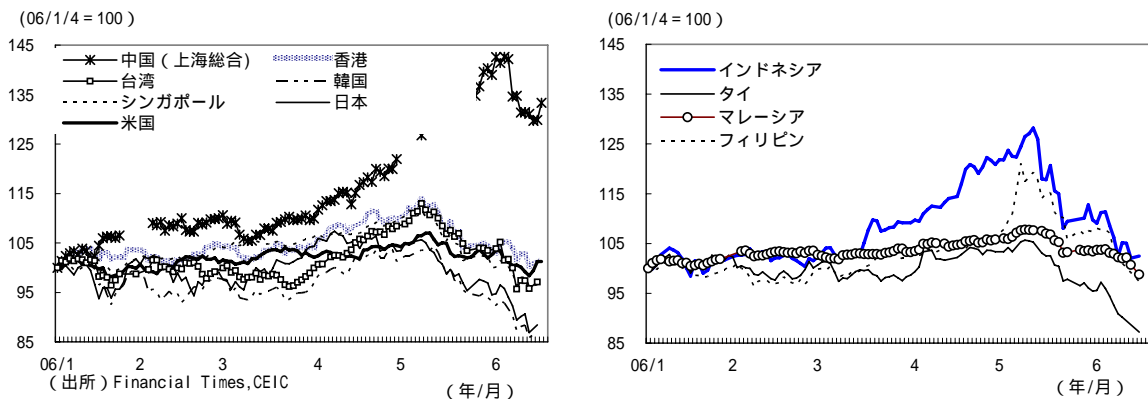 (06/1/4 = 100 )
145
135
125
115
105
95
85
中国 ( 上海総合)
香港
台湾
韓国
シンガポール
日本
米国
06/1
2
3
4
5
6
( 出所 ) Financial Times,CEIC
( 年/月 )
(06/1/4 = 100 )
145
135
125
115
105
95
85
インドネシア
タイ
マレーシア
フィリピン
06/1
2
3
4
5
6
( 年/月 )